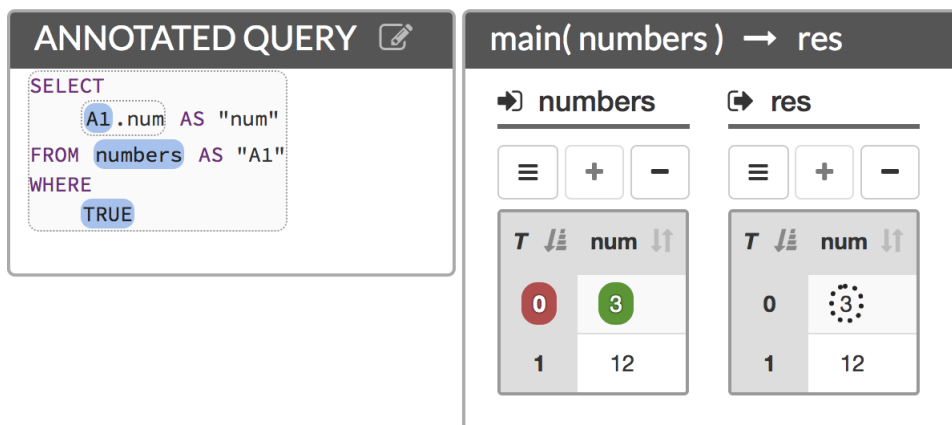 ANNOTATED QUERY
SELECT
A1.num AS "num"
FROM numbers AS "A1"
WHERE
TRUE
main( numbers ) → res
numbers
T num
0 3
1 12
res
T num
0 3
1 12